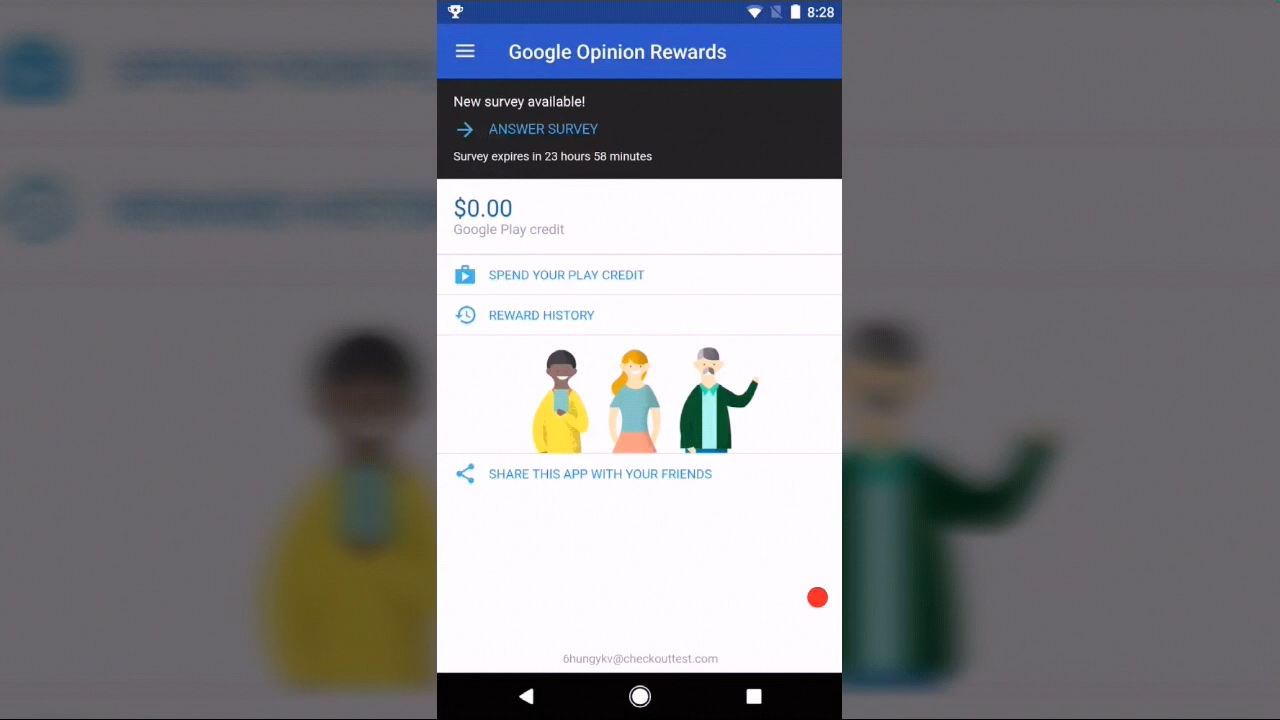 8:28
Google Opinion Rewards
New survey available!
ANSWER SURVEY
Survey expires in 23 hours 58 minutes
$0.00
Google Play credit
SPEND YOUR PLAY CREDIT
REWARD HISTORY
SHARE THIS APP WITH YOUR FRIENDS
6hungykv@checkouttest.com